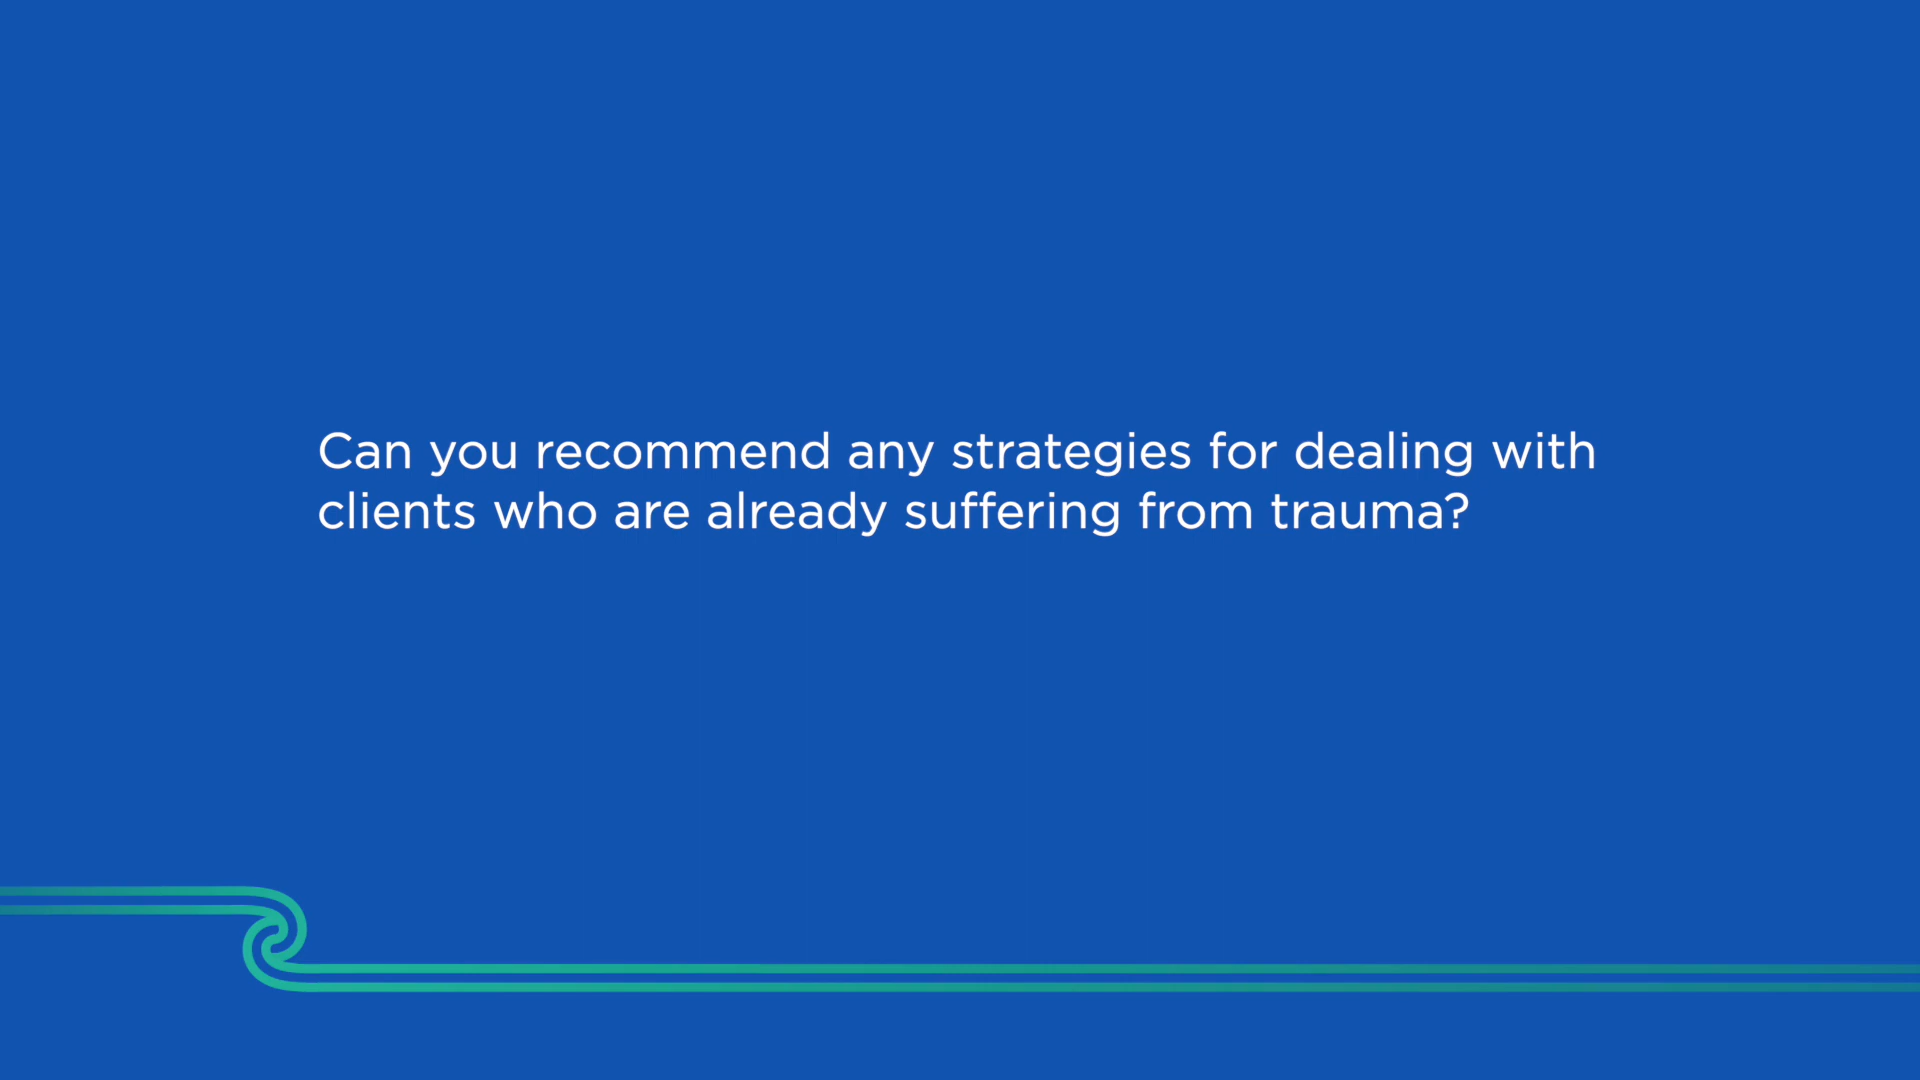 Can you recommend any strategies for dealing with
clients who are already suffering from trauma?